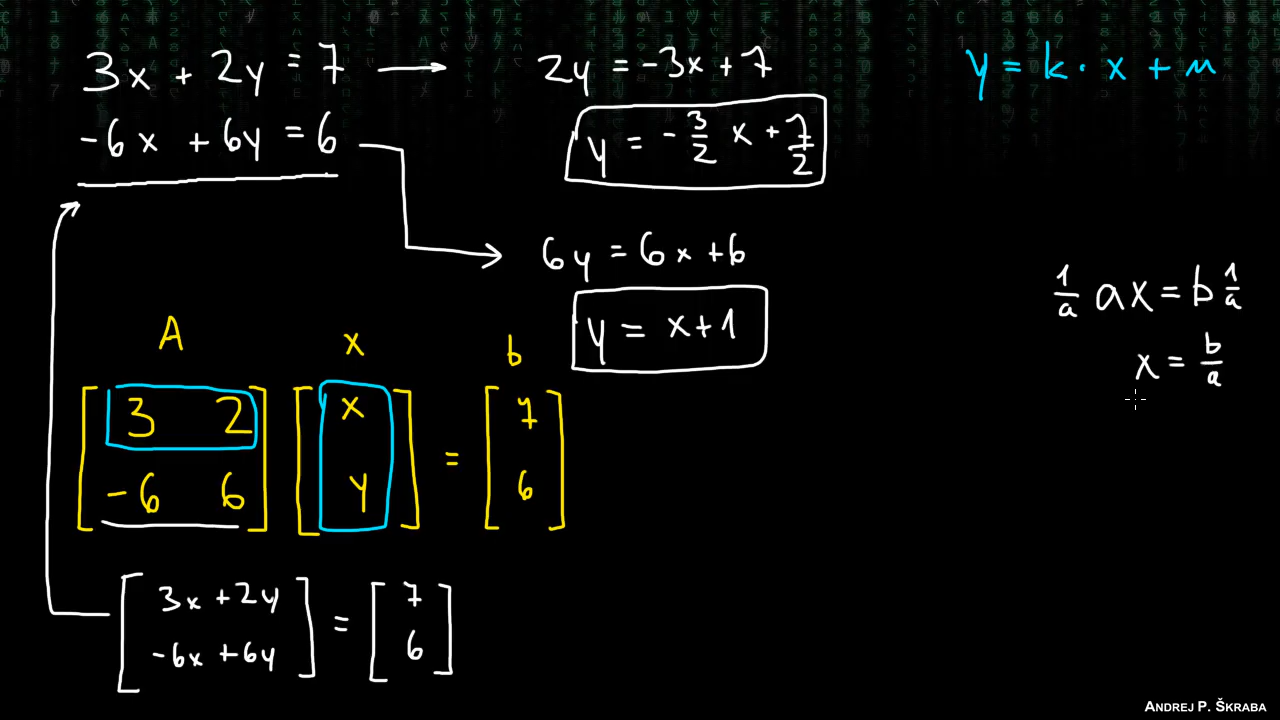 3x + 2y = 7 → 2y = -3x + 7
y = k · x + n
-6x + 6y = 6
y = - 3/2 x + 7/2
6y = 6x + 6
y = x + 1
1/a ax = b 1/a
x = b/a
A x b
[ 3 2 ] [ x ] = [ 7 ]
[ -6 6 ] [ y ] [ 6 ]
[ 3x + 2y ] = [ 7 ]
[ -6x + 6y ] [ 6 ]
ANDREJ P. ŠKRABA